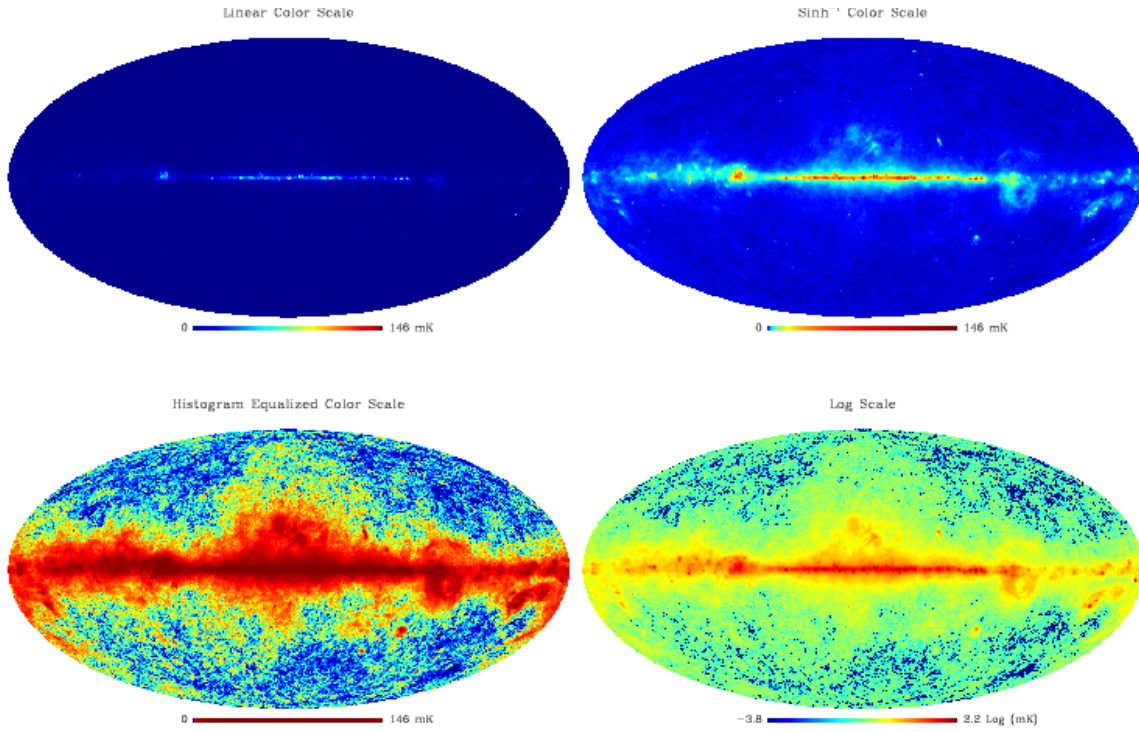 Linear Color Scale
Sinh⁻¹ Color Scale
0 146 mK
0 146 mK
Histogram Equalized Color Scale
Log Scale
0 146 mK
−3.8 2.2 Log (mK)